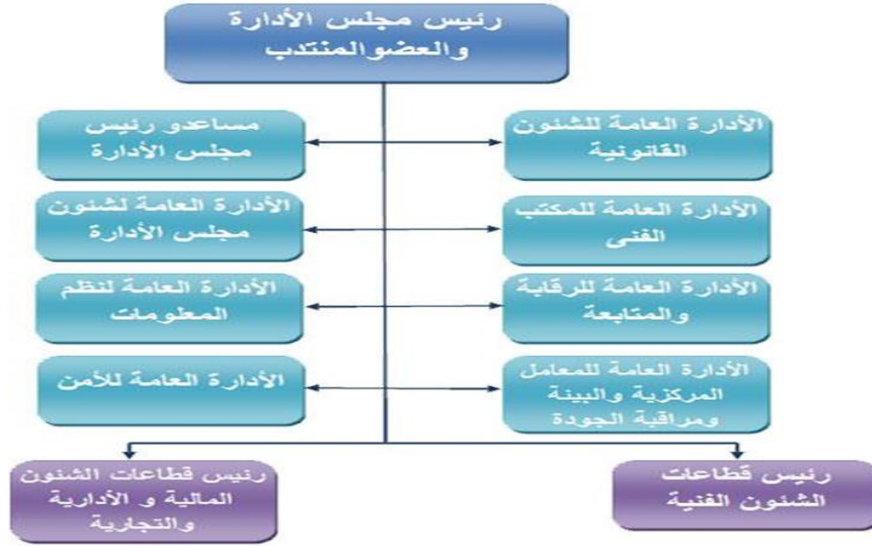 رئيس مجلس الأدارة
والعضوالمنتدب
الأدارة العامة للشئون
القانونية
مساعدو رئيس
مجلس الأدارة
الأدارة العامة للمكتب
الفنى
الأدارة العامة لشئون
مجلس الأدارة
الأدارة العامة للرقابة
والمتابعة
الأدارة العامة لنظم
المعلومات
الأدارة العامة للمعامل
المركزية والبيئة
ومراقبة الجودة
الأدارة العامة للأمن
رئيس قطاعات
الشئون الفنية
رئيس قطاعات الشئون
المالية و الأدارية
والتجارية